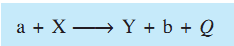 a + X ⟶ Y + b + Q